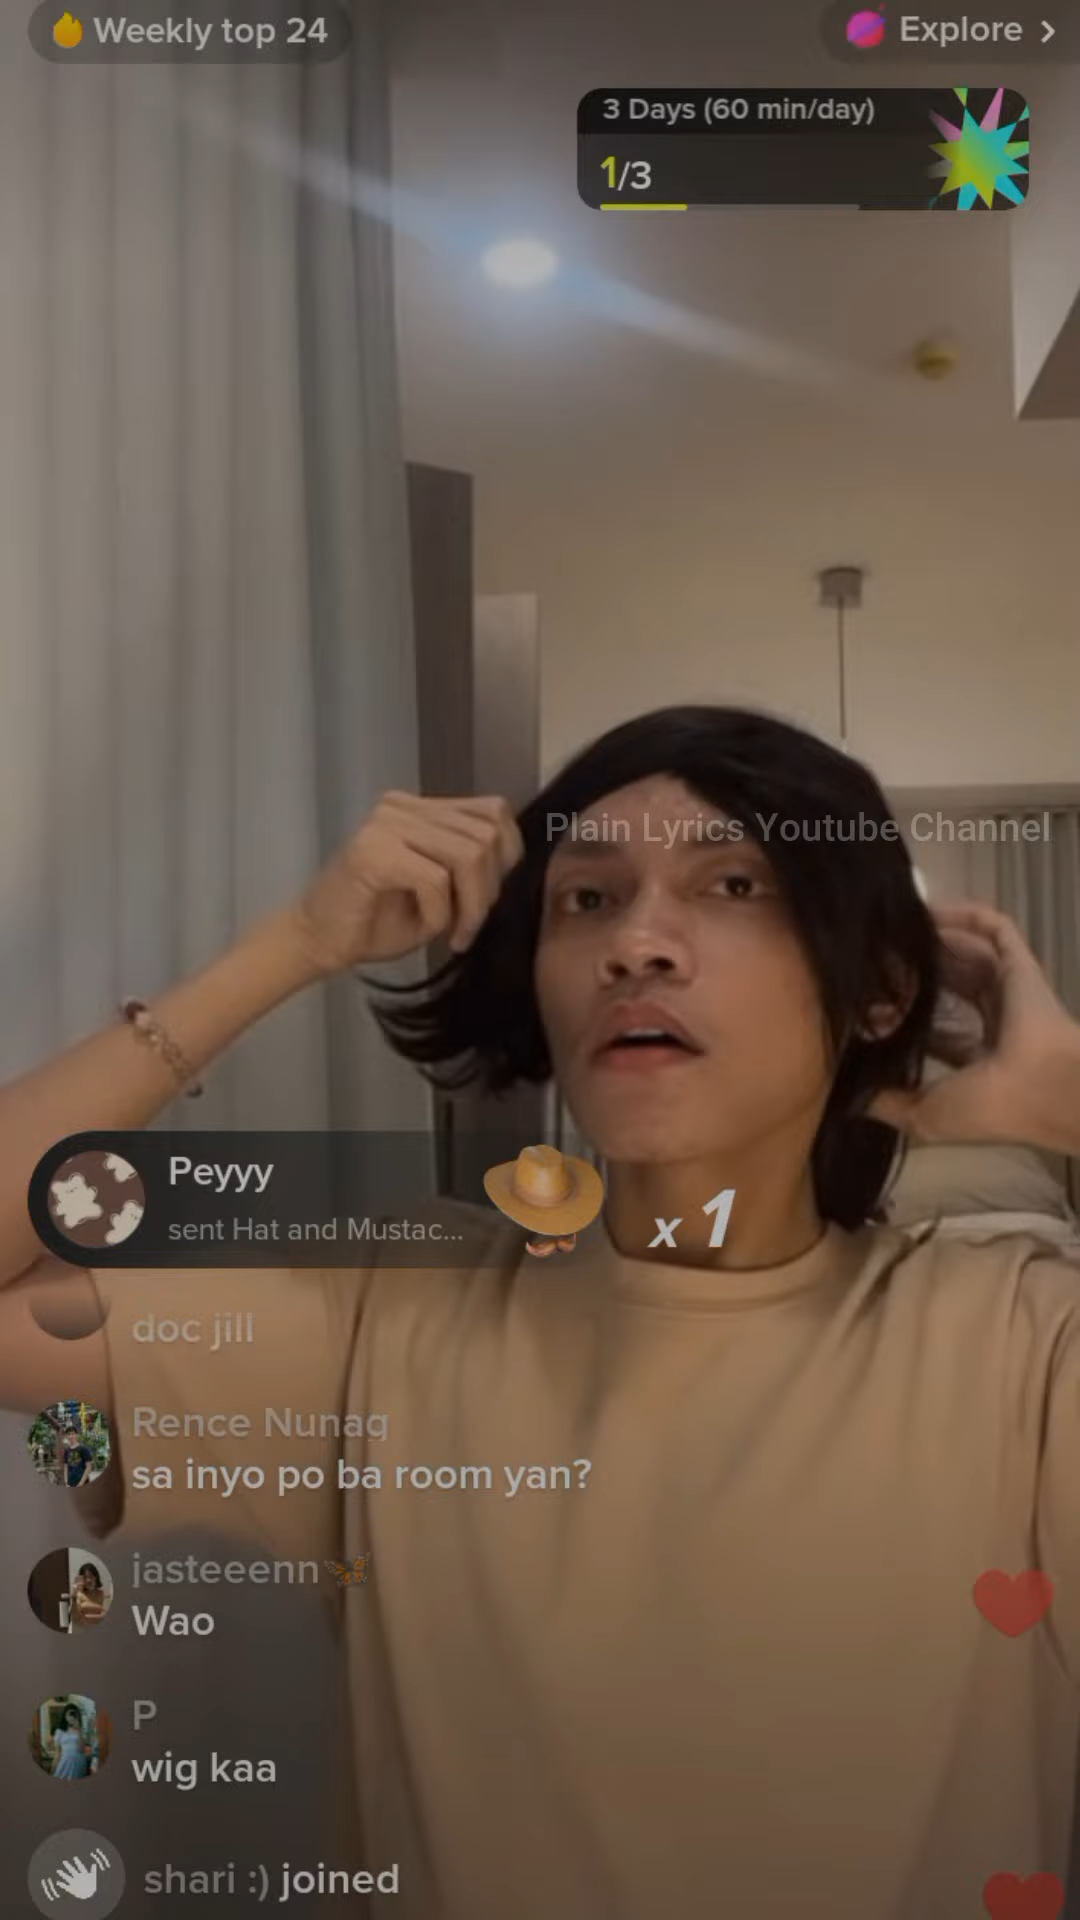 Weekly top 24
Explore >
3 Days (60 min/day)
1/3
Plain Lyrics Youtube Channel
Peyyy
sent Hat and Mustac...
x 1
doc jill
Rence Nunag
sa inyo po ba room yan?
jasteeenn🦋
Wao
P
wig kaa
shari :) joined